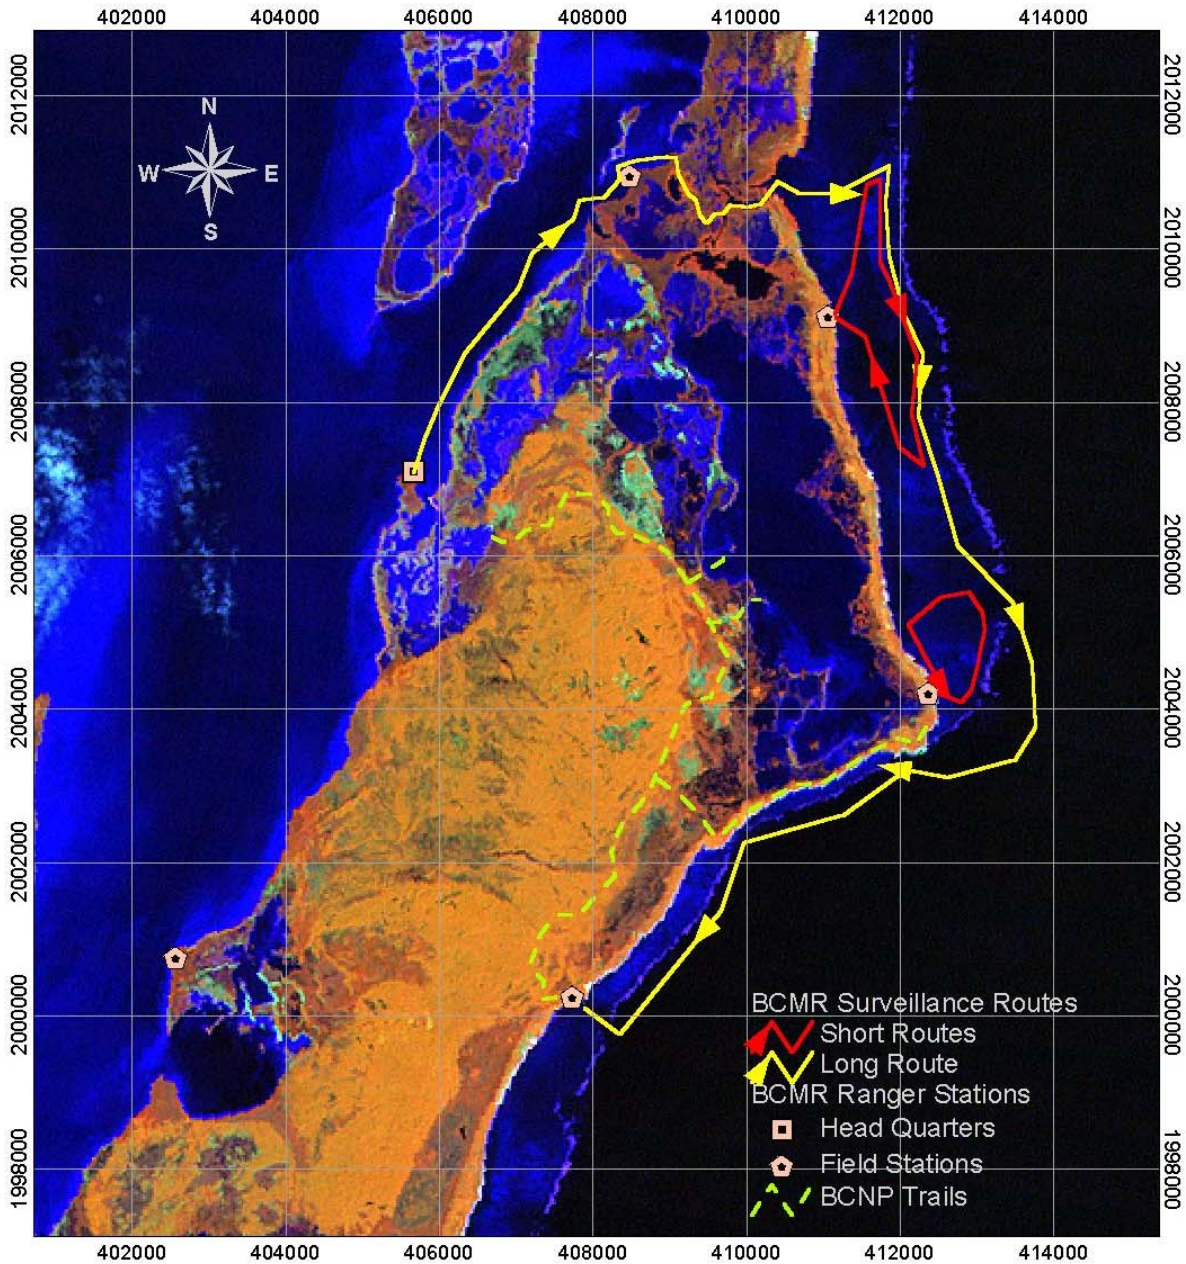 402000 404000 406000 408000 410000 412000 414000
2012000
2012000
N
W E
S
2010000
2010000
2008000
2008000
2006000
2006000
2004000
2004000
2002000
2002000
2000000
2000000
BCMR Surveillance Routes
Short Routes
Long Route
BCMR Ranger Stations
Head Quarters
Field Stations
BCNP Trails
1998000
1998000
402000 404000 406000 408000 410000 412000 414000